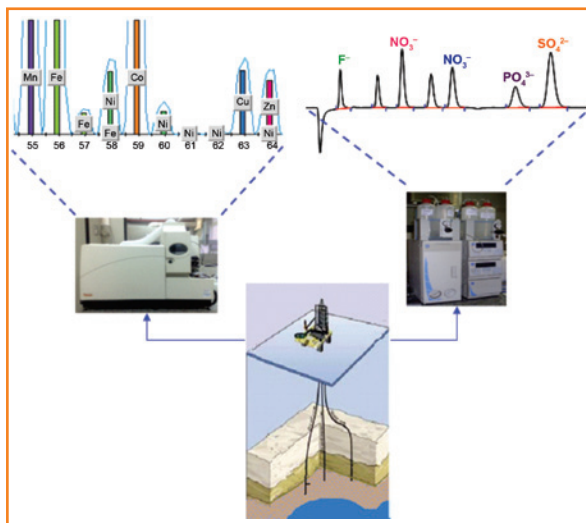 F⁻
NO₃⁻
NO₃⁻
PO₄³⁻
SO₄²⁻
Mn
Fe
Fe
Ni
Fe
Co
Ni
Ni
Ni
Cu
Zn
Ni
55 56 57 58 59 60 61 62 63 64